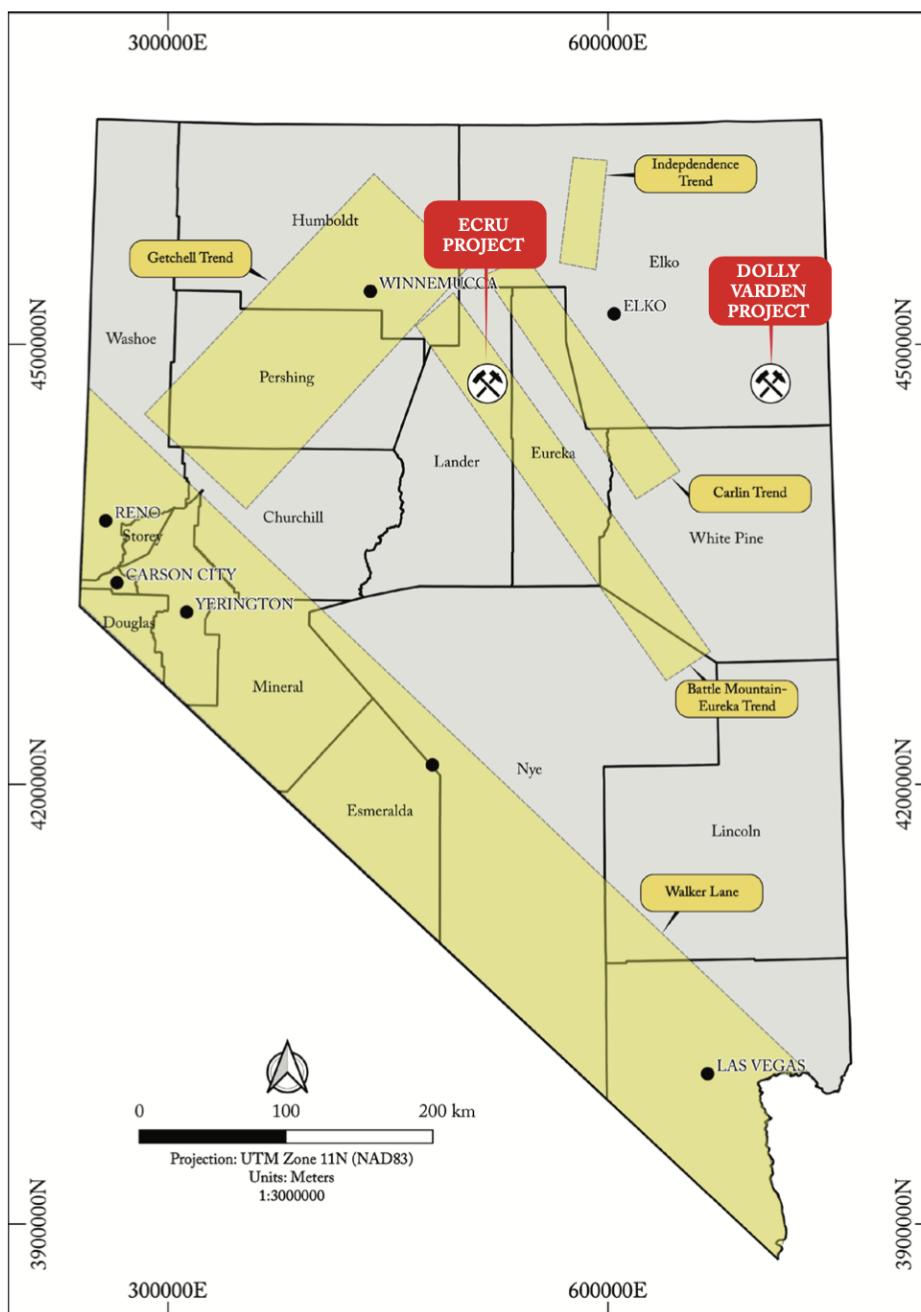 300000E
600000E
Indepdendence
Trend
Humboldt
ECRU
PROJECT
Getchell Trend
Elko
DOLLY
VARDEN
PROJECT
WINNEMUCCA
ELKO
Washoe
4500000N
4500000N
Pershing
Lander
Eureka
Carlin Trend
RENO
Storey
Churchill
White Pine
CARSON CITY
YERINGTON
Douglas
Mineral
Battle Mountain-
Eureka Trend
4200000N
4200000N
Nye
Esmeralda
Lincoln
Walker Lane
LAS VEGAS
0
100
200 km
Projection: UTM Zone 11N (NAD83)
Units: Meters
1:3000000
3900000N
3900000N
300000E
600000E